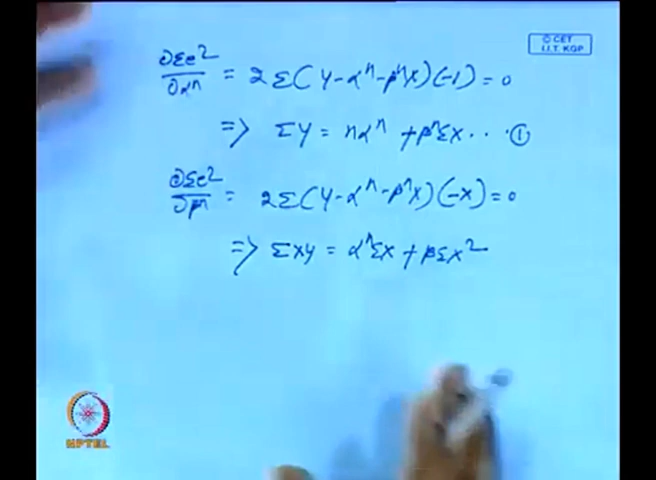 © CET
I.I.T. KGP
∂Σe²/∂α^ = 2Σ(Y-α^-β^X)(-1) = 0
=> ΣY = nα^ + β^ΣX . . . ①
∂Σe²/∂β^ = 2Σ(Y-α^-β^X)(-X) = 0
=> ΣXY = α^ΣX + βΣX²
NPTEL